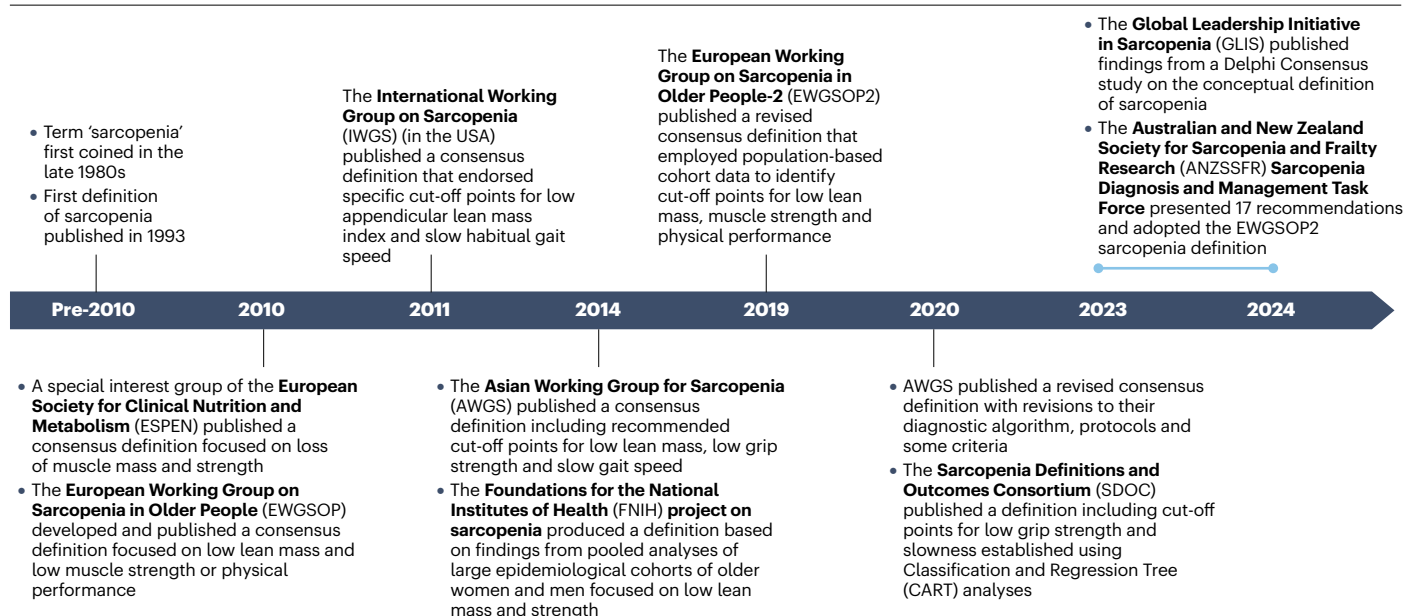 • Term ‘sarcopenia’
first coined in the
late 1980s
• First definition
of sarcopenia
published in 1993
The International Working
Group on Sarcopenia
(IWGS) (in the USA)
published a consensus
definition that endorsed
specific cut-off points for low
appendicular lean mass
index and slow habitual gait
speed
The European Working
Group on Sarcopenia in
Older People-2 (EWGSOP2)
published a revised
consensus definition that
employed population-based
cohort data to identify
cut-off points for low lean
mass, muscle strength and
physical performance
• The Global Leadership Initiative
in Sarcopenia (GLIS) published
findings from a Delphi Consensus
study on the conceptual definition
of sarcopenia
• The Australian and New Zealand
Society for Sarcopenia and Frailty
Research (ANZSSFR) Sarcopenia
Diagnosis and Management Task
Force presented 17 recommendations
and adopted the EWGSOP2
sarcopenia definition
Pre-2010 2010 2011 2014 2019 2020 2023 2024
• A special interest group of the European
Society for Clinical Nutrition and
Metabolism (ESPEN) published a
consensus definition focused on loss
of muscle mass and strength
• The European Working Group on
Sarcopenia in Older People (EWGSOP)
developed and published a consensus
definition focused on low lean mass and
low muscle strength or physical
performance
• The Asian Working Group for Sarcopenia
(AWGS) published a consensus
definition including recommended
cut-off points for low lean mass, low grip
strength and slow gait speed
• The Foundations for the National
Institutes of Health (FNIH) project on
sarcopenia produced a definition based
on findings from pooled analyses of
large epidemiological cohorts of older
women and men focused on low lean
mass and strength
• AWGS published a revised consensus
definition with revisions to their
diagnostic algorithm, protocols and
some criteria
• The Sarcopenia Definitions and
Outcomes Consortium (SDOC)
published a definition including cut-off
points for low grip strength and
slowness established using
Classification and Regression Tree
(CART) analyses